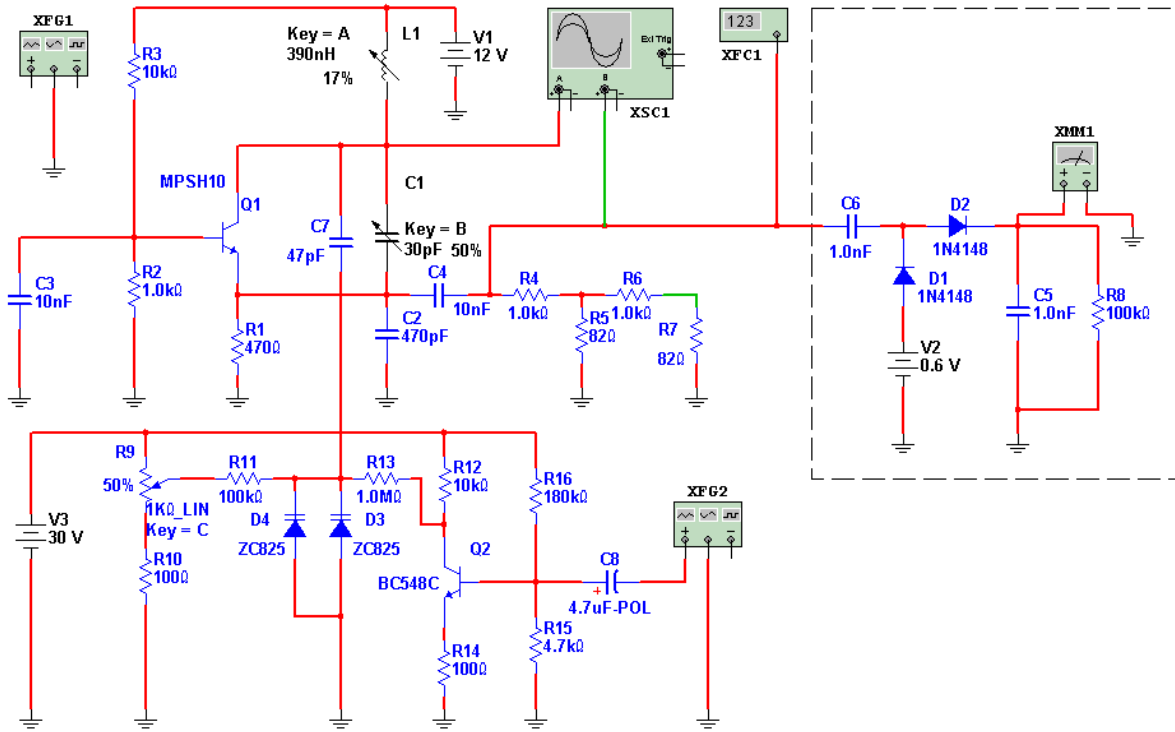 XFG1
R3
10kΩ
Key = A
390nH
17%
L1
V1
12 V
Ext Trig
A
B
XSC1
123
XFC1
XMM1
MPSH10
Q1
C7
47pF
C1
Key = B
30pF 50%
C3
10nF
R2
1.0kΩ
R1
470Ω
C4
10nF
C2
470pF
R4
1.0kΩ
R6
1.0kΩ
R5
82Ω
R7
82Ω
C6
1.0nF
D2
1N4148
D1
1N4148
C5
1.0nF
R8
100kΩ
V2
0.6 V
R9
50%
1KΩ_LIN
Key = C
R11
100kΩ
R13
1.0MΩ
R12
10kΩ
R16
180kΩ
XFG2
V3
30 V
D4
ZC825
D3
ZC825
R10
100Ω
Q2
BC548C
C8
4.7uF-POL
R14
100Ω
R15
4.7kΩ